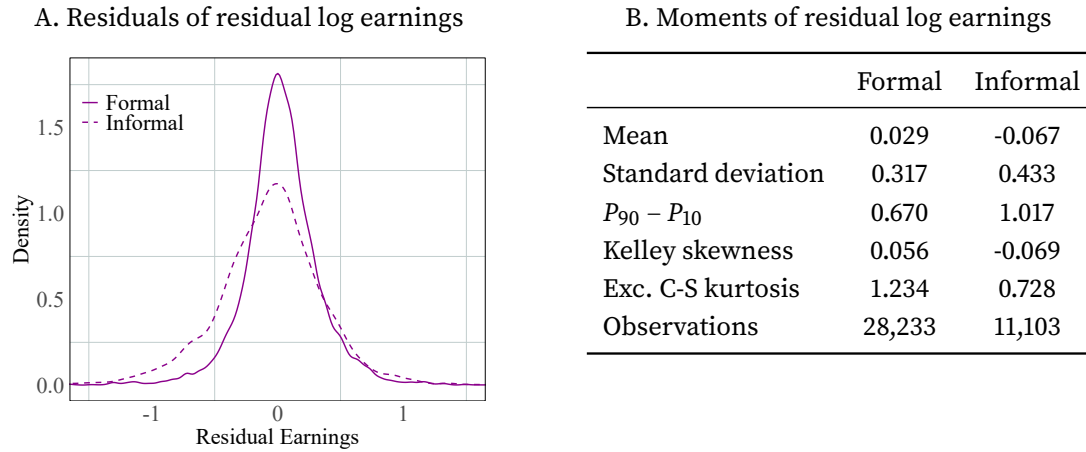 A. Residuals of residual log earnings
Formal
Informal
1.5
1.0
0.5
0.0
Density
-1 0 1
Residual Earnings
B. Moments of residual log earnings
Formal Informal
Mean 0.029 -0.067
Standard deviation 0.317 0.433
P90 – P10 0.670 1.017
Kelley skewness 0.056 -0.069
Exc. C-S kurtosis 1.234 0.728
Observations 28,233 11,103